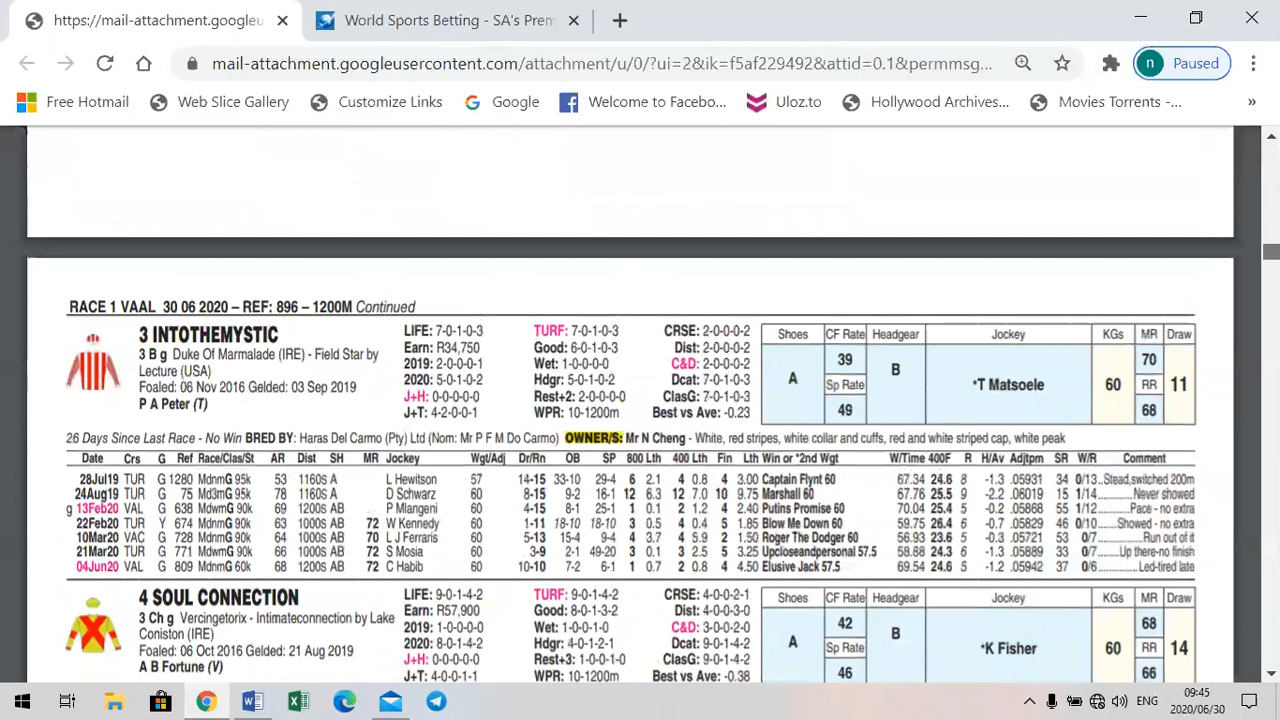 https://mail-attachment.googleu
World Sports Betting - SA's Prem
mail-attachment.googleusercontent.com/attachment/u/0/?ui=2&ik=f5af229492&attid=0.1&permmsg...
n Paused
Free Hotmail Web Slice Gallery Customize Links Google Welcome to Facebo... Uloz.to Hollywood Archives... Movies Torrents -... »
RACE 1 VAAL 30 06 2020 – REF: 896 – 1200M Continued
3 INTOTHEMYSTIC
3 B g Duke Of Marmalade (IRE) - Field Star by
Lecture (USA)
Foaled: 06 Nov 2016 Gelded: 03 Sep 2019
P A Peter (T)
LIFE: 7-0-1-0-3 TURF: 7-0-1-0-3 CRSE: 2-0-0-0-2
Earn: R34,750 Good: 6-0-1-0-3 Dist: 2-0-0-0-2
2019: 2-0-0-0-1 Wet: 1-0-0-0-0 C&D: 2-0-0-0-2
2020: 5-0-1-0-2 Hdgr: 5-0-1-0-2 Dcat: 7-0-1-0-3
J+H: 0-0-0-0-0 Rest+2: 2-0-0-0-0 ClasG: 7-0-1-0-3
J+T: 4-2-0-0-1 WPR: 10-1200m Best vs Ave: -0.23
Shoes CF Rate Headgear Jockey KGs MR Draw
A 39 B *T Matsoele 60 70 11
Sp Rate RR
49 68
26 Days Since Last Race - No Win BRED BY: Haras Del Carmo (Pty) Ltd (Nom: Mr P F M Do Carmo) OWNER/S: Mr N Cheng - White, red stripes, white collar and cuffs, red and white striped cap, white peak
Date Crs G Ref Race/Clas/St AR Dist SH MR Jockey Wgt/Adj Dr/Rn OB SP 800 Lth 400 Lth Fin Lth Win or *2nd Wgt W/Time 400F R H/Av Adjtpm SR W/R Comment
28Jul19 TUR G 1280 MdnmG 95k 53 1160S A L Hewitson 57 14-15 33-10 29-4 6 2.1 4 0.8 4 3.00 Captain Flynt 60 67.34 24.6 8 -1.3 .05931 34 0/13 ..Stead,switched 200m
24Aug19 TUR G 75 MdnmG 95k 78 1160S A D Schwarz 60 8-15 9-2 16-1 12 6.3 12 7.0 10 9.75 Marshall 60 67.76 25.5 9 -2.2 .06019 15 1/14 ...............Never showed
g 13Feb20 VAL G 638 MdwmG 90k 69 1200S AB P Mlangeni 60 4-15 8-1 25-1 1 0.1 2 1.2 4 2.40 Putins Promise 60 70.04 25.4 6 -0.2 .05868 55 1/12 ............Pace - no extra
22Feb20 TUR Y 674 MdnmG 90k 63 1000S AB 72 W Kennedy 60 1-11 18-10 18-10 3 0.5 4 0.4 5 1.85 Blow Me Down 60 59.75 26.4 6 -0.7 .05829 46 0/10 ........Showed - no extra
10Mar20 VAC G 728 MdnmG 90k 64 1000S AB 70 L J Ferraris 60 5-13 15-4 9-4 4 3.7 4 5.9 2 1.50 Roger The Dodger 60 56.93 23.6 5 -0.3 .05721 53 0/7 ...................Run out of it
21Mar20 TUR G 771 MdwmG 90k 66 1000S AB 72 S Mosia 60 3-9 2-1 49-20 3 0.1 3 2.5 5 3.25 Upcloseandpersonal 57.5 58.68 24.3 6 -1.3 .05889 37 0/7 ........Up there-no finish
04Jun20 VAL G 809 MdnmG 60k 68 1200S AB 72 C Habib 60 10-10 7-2 6-1 1 0.7 2 0.8 4 4.50 Elusive Jack 57.5 69.54 24.6 5 -1.2 .05942 31 0/6 ...............Led-tired late
4 SOUL CONNECTION
3 Ch g Vercingetorix - Intimateconnection by Lake
Coniston (IRE)
Foaled: 06 Oct 2016 Gelded: 21 Aug 2019
A B Fortune (V)
LIFE: 9-0-1-4-2 TURF: 9-0-1-4-2 CRSE: 4-0-0-2-1
Earn: R57,900 Good: 8-0-1-3-2 Dist: 4-0-0-3-0
2019: 1-0-0-0-0 Wet: 1-0-0-1-0 C&D: 3-0-0-2-0
2020: 8-0-1-4-2 Hdgr: 4-0-1-2-1 Dcat: 9-0-1-4-2
J+H: 0-0-0-0-0 Rest+3: 1-0-0-1-0 ClasG: 9-0-1-4-2
J+T: 4-0-0-1-1 WPR: 10-1200m Best vs Ave: -0.38
Shoes CF Rate Headgear Jockey KGs MR Draw
A 42 B *K Fisher 60 68 14
Sp Rate RR
46 66
ENG 09:45
2020/06/30